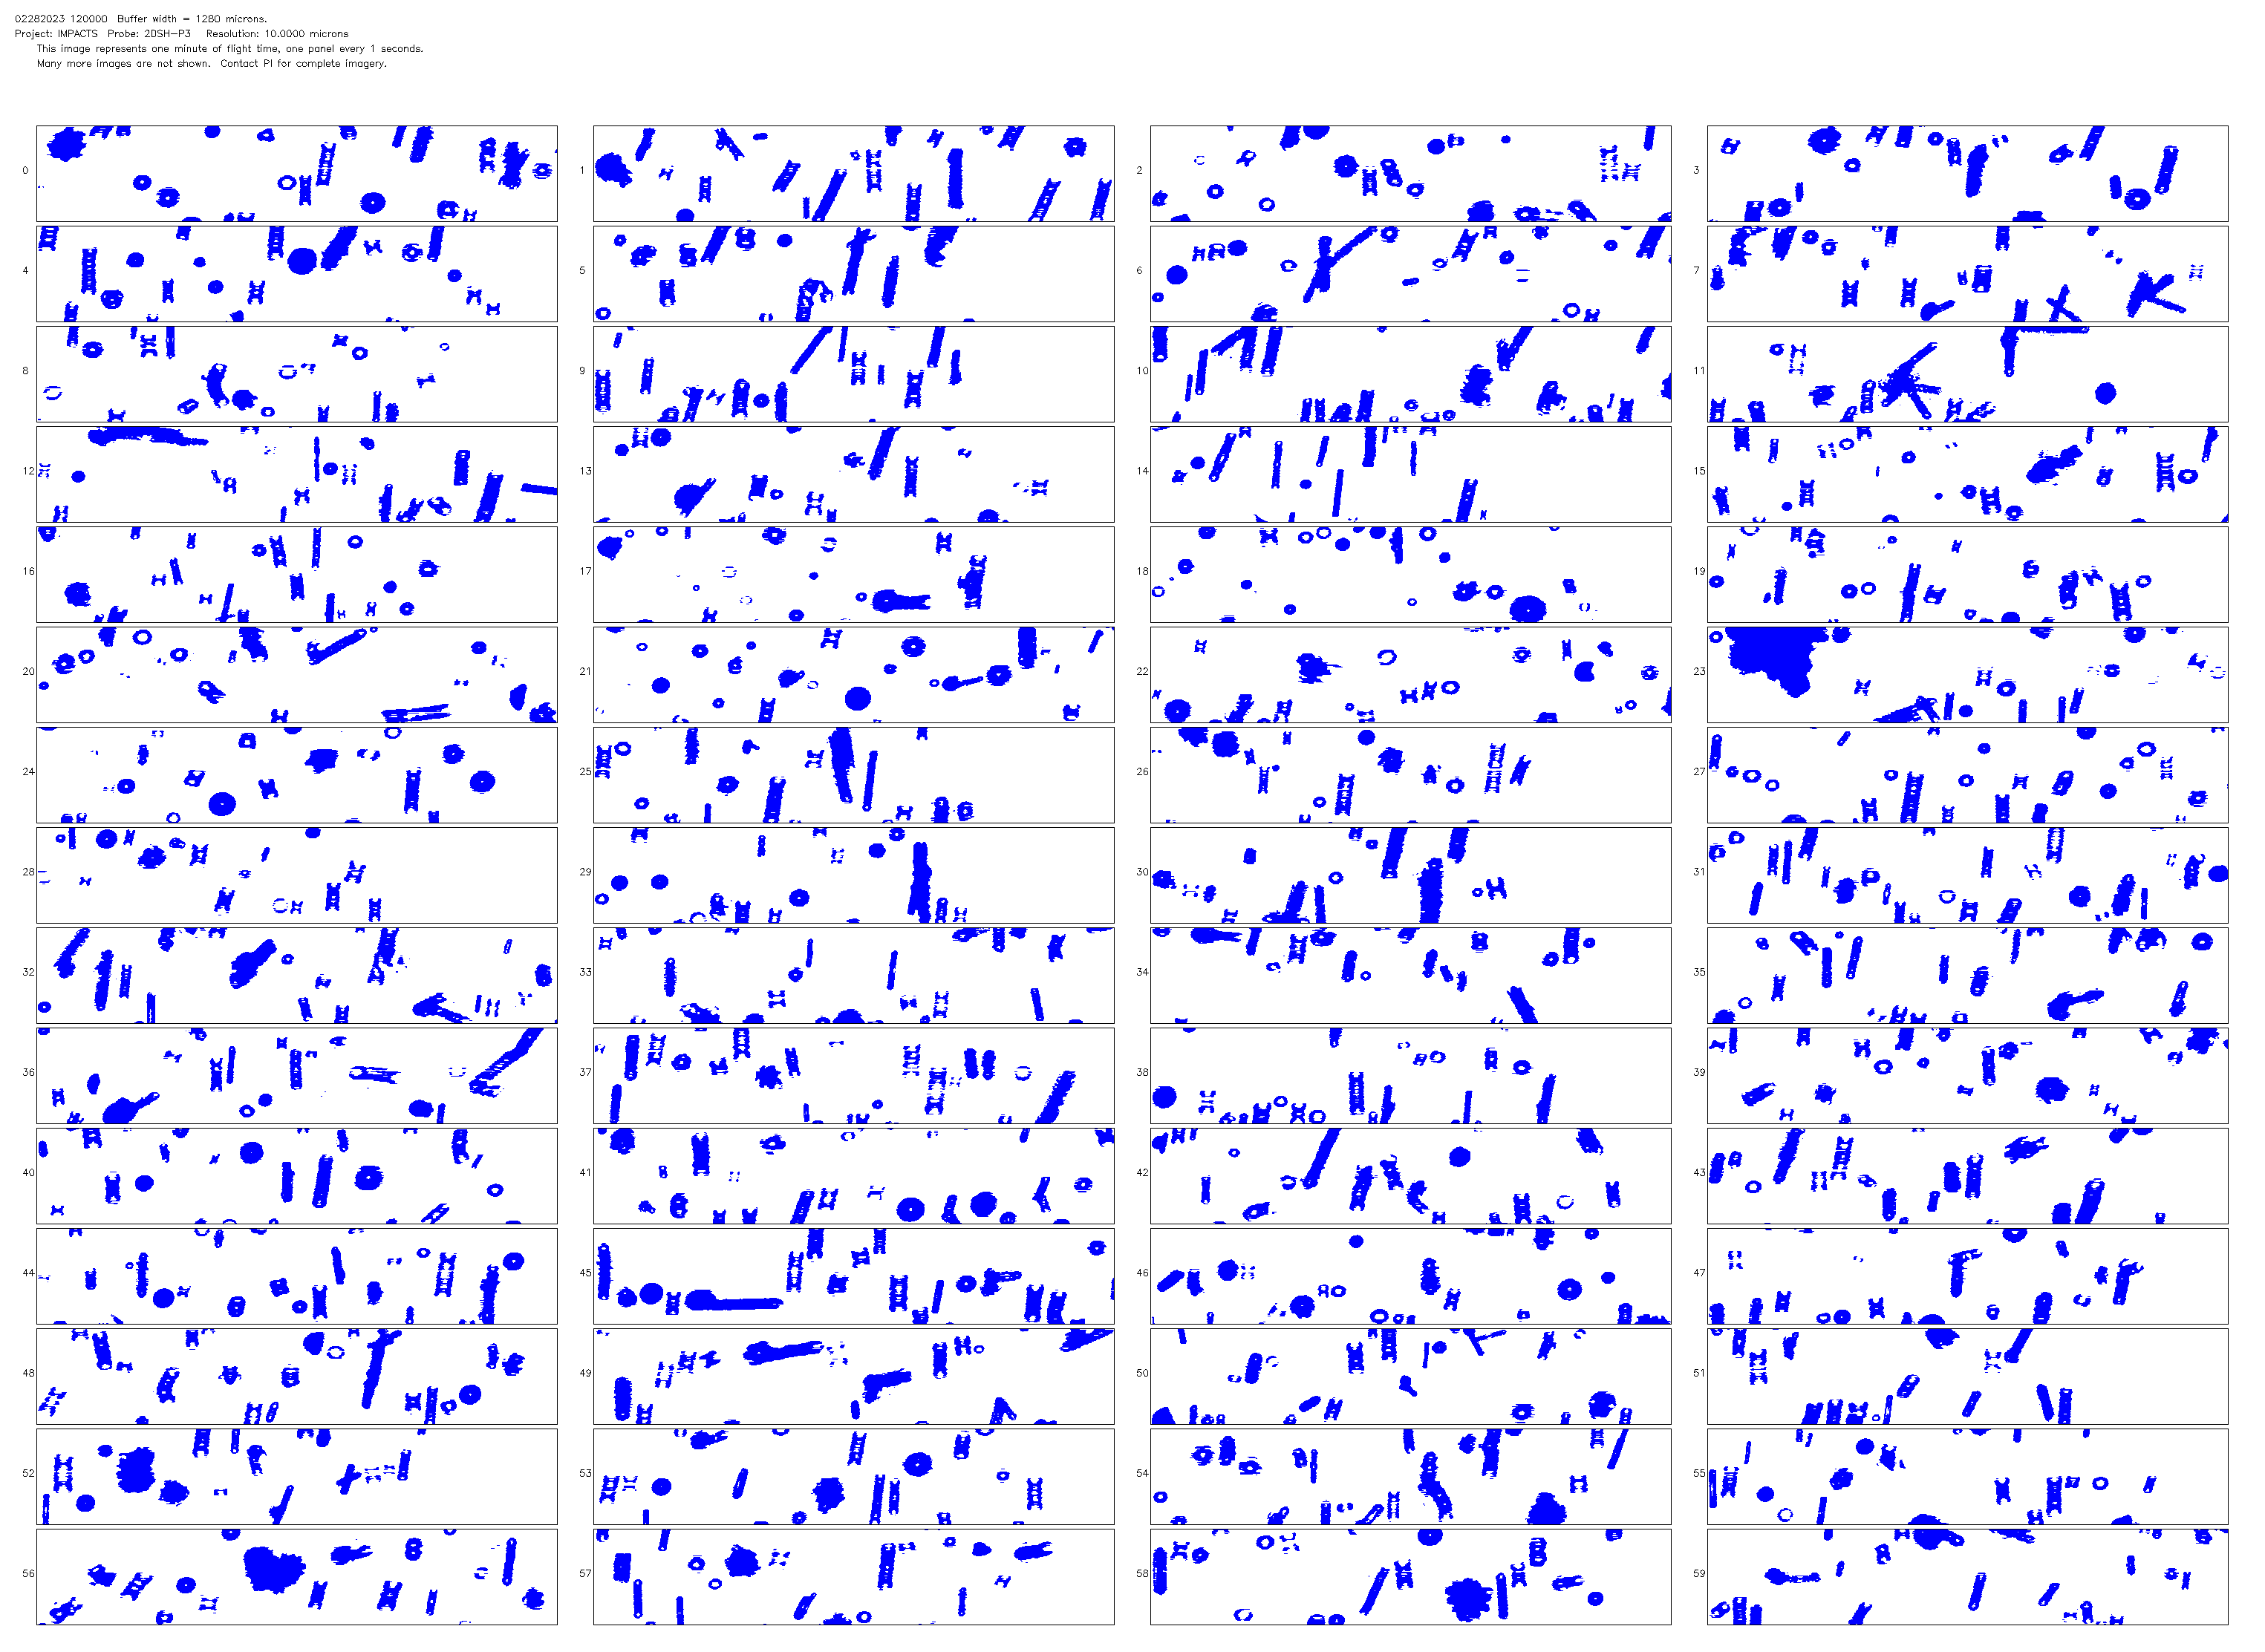 02282023 120000 Buffer width = 1280 microns.
Project: IMPACTS Probe: 2DSH-P3 Resolution: 10.0000 microns
This image represents one minute of flight time, one panel every 1 seconds.
Many more images are not shown. Contact PI for complete imagery.
0 1 2 3
4 5 6 7
8 9 10 11
12 13 14 15
16 17 18 19
20 21 22 23
24 25 26 27
28 29 30 31
32 33 34 35
36 37 38 39
40 41 42 43
44 45 46 47
48 49 50 51
52 53 54 55
56 57 58 59